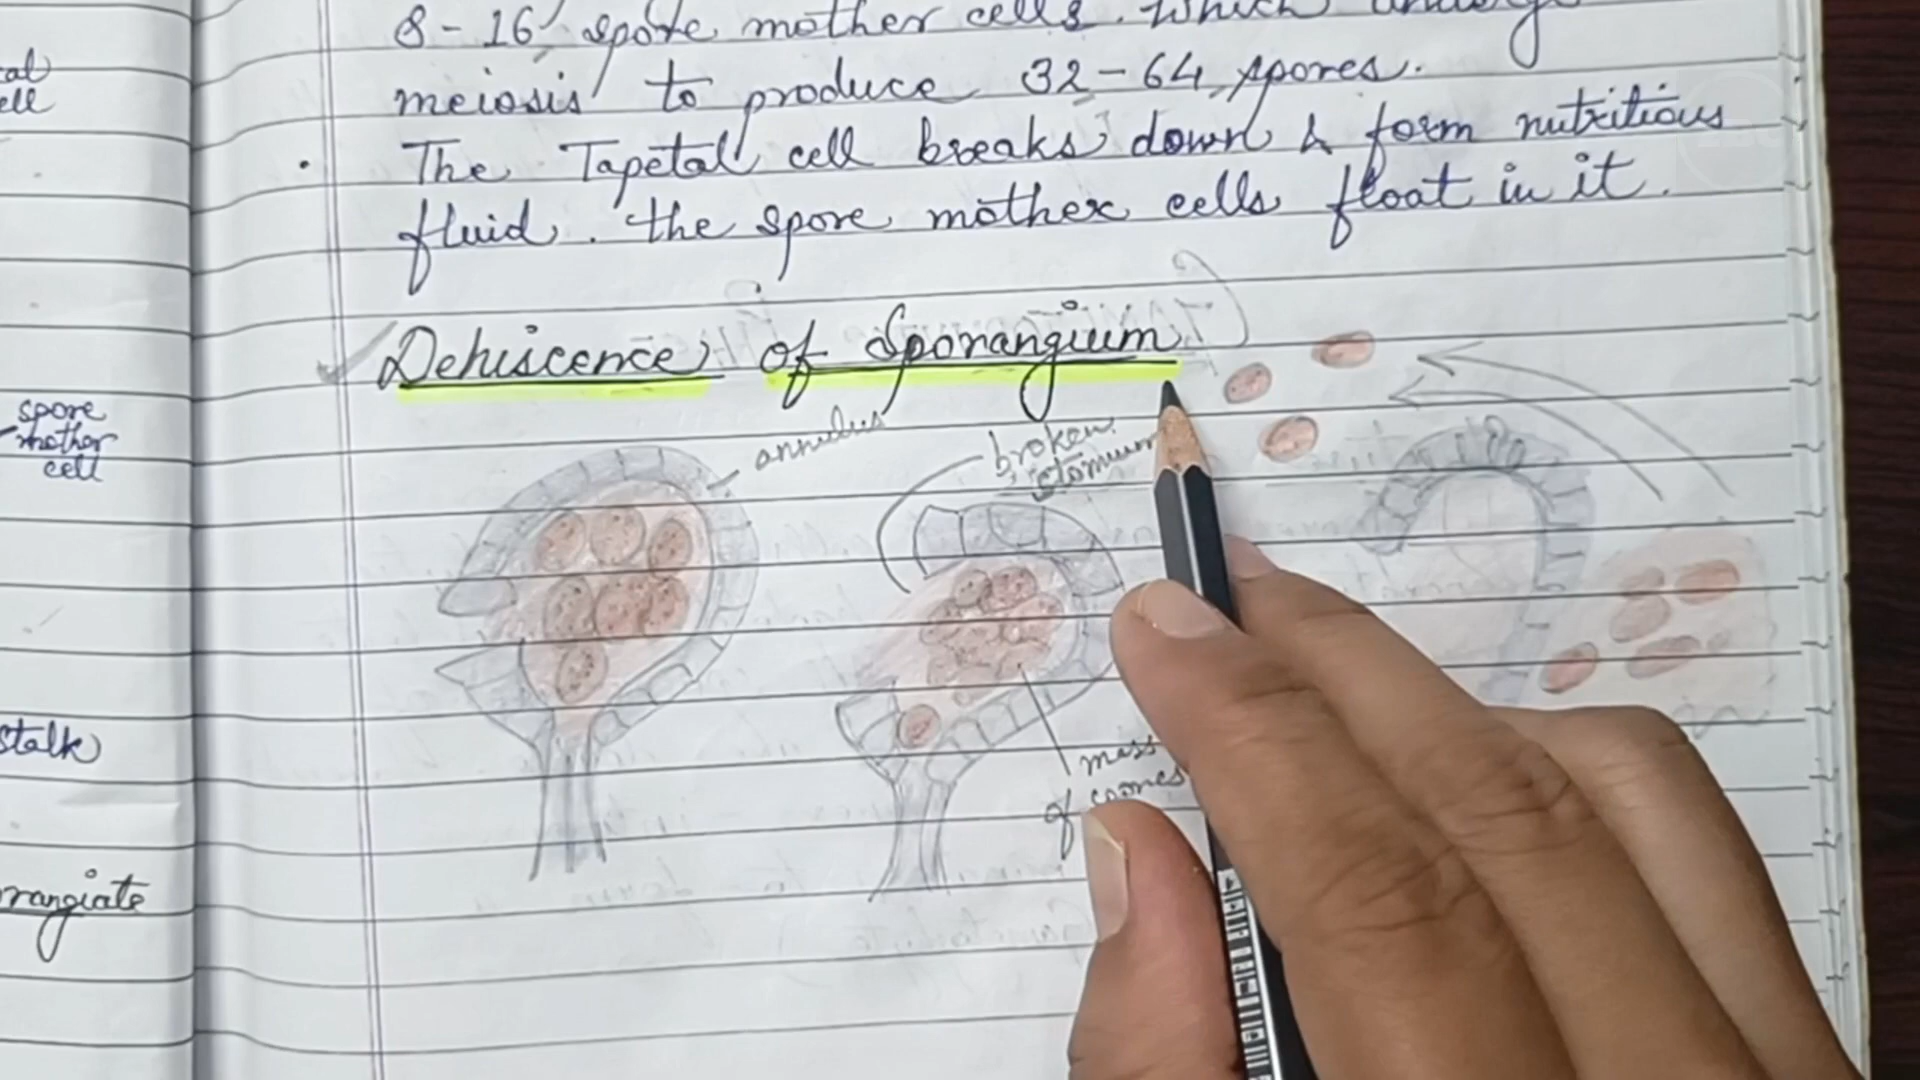 8-16 spore mother cells. which
meiosis to produce 32-64 spores.
. The Tapetal cell breaks down & form nutritious
fluid. the spore mother cells float in it.
Dehiscence of Sporangium
annulus
broken
stomium
mass
of spores
spore
mother
cell
stalk